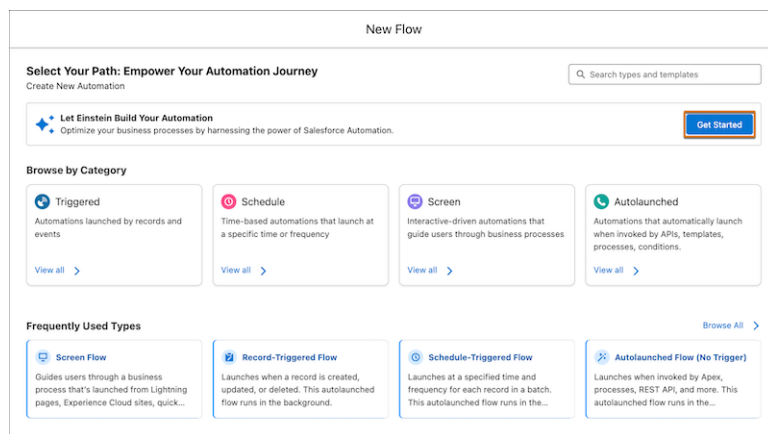 New Flow
Select Your Path: Empower Your Automation Journey
Create New Automation
Search types and templates
Let Einstein Build Your Automation
Optimize your business processes by harnessing the power of Salesforce Automation.
Get Started
Browse by Category
Triggered
Automations launched by records and
events
View all
Schedule
Time-based automations that launch at
a specific time or frequency
View all
Screen
Interactive-driven automations that
guide users through business processes
View all
Autolaunched
Automations that automatically launch
when invoked by APIs, templates,
processes, conditions.
View all
Frequently Used Types
Browse All
Screen Flow
Guides users through a business
process that's launched from Lightning
pages, Experience Cloud sites, quick...
Record-Triggered Flow
Launches when a record is created,
updated, or deleted. This autolaunched
flow runs in the background.
Schedule-Triggered Flow
Launches at a specified time and
frequency for each record in a batch.
This autolaunched flow runs in the...
Autolaunched Flow (No Trigger)
Launches when invoked by Apex,
processes, REST API, and more. This
autolaunched flow runs in the...